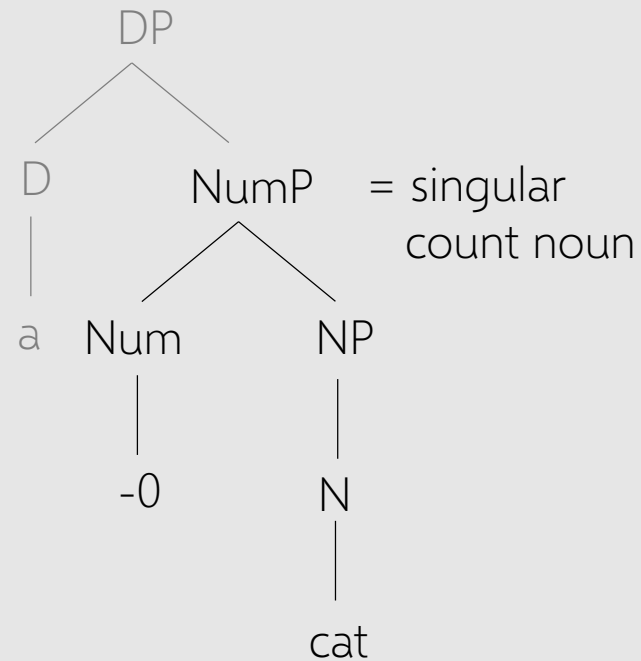 DP
D
NumP = singular
count noun
a Num NP
-0 N
cat